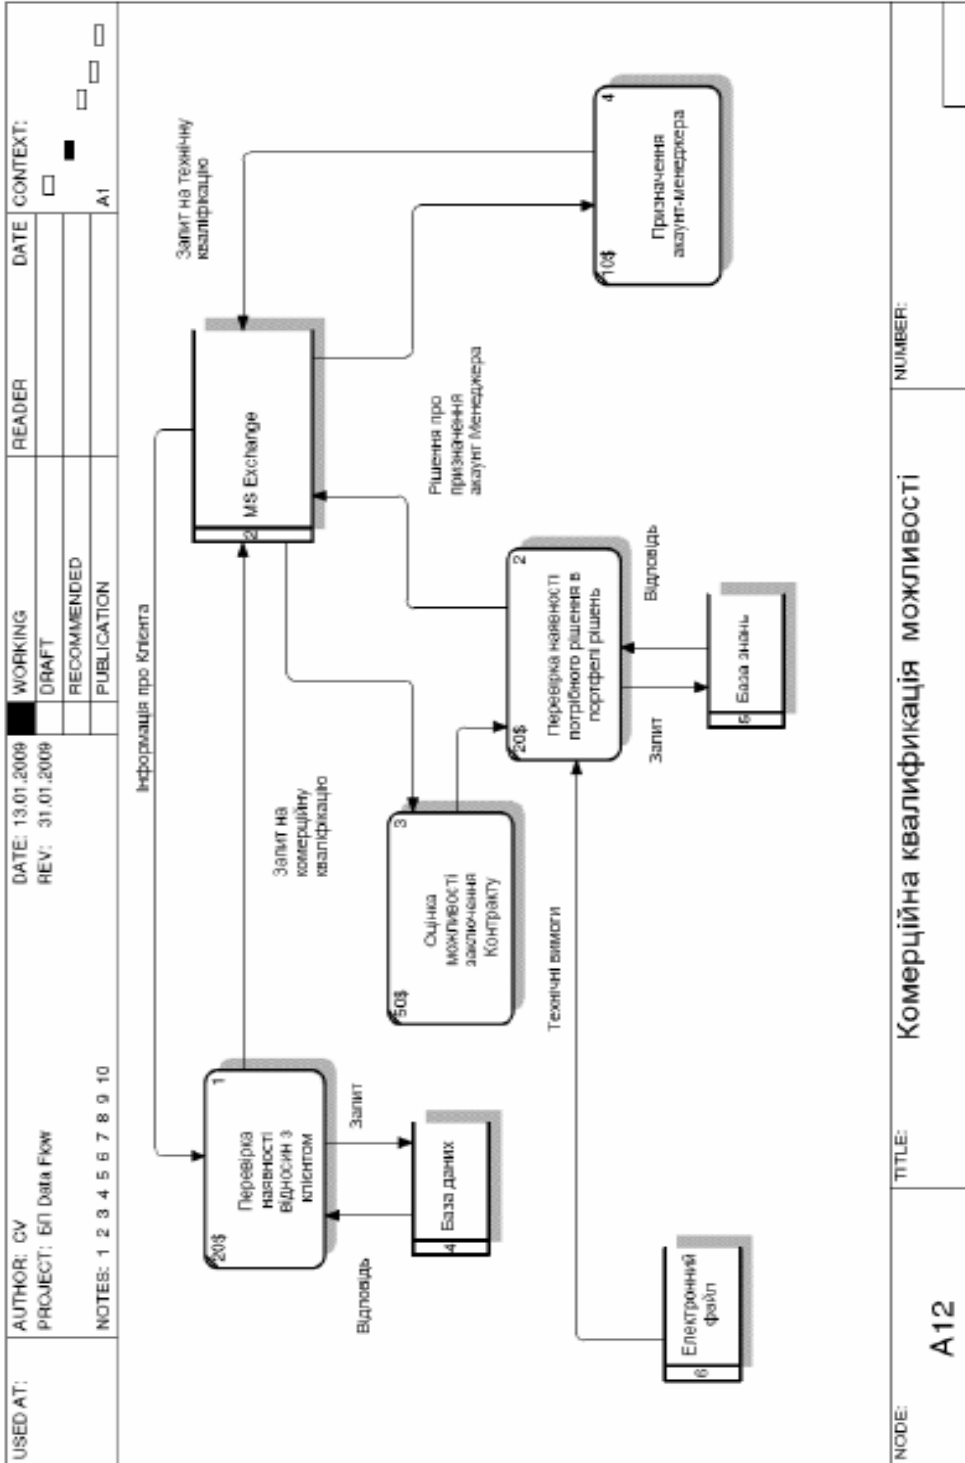 USED AT:
AUTHOR: CV
PROJECT: БП Data Flow
NOTES: 1 2 3 4 5 6 7 8 9 10
DATE: 13.01.2009
REV: 31.01.2009
WORKING
DRAFT
RECOMMENDED
PUBLICATION
READER
DATE
CONTEXT:
A1
Інформація про Клієнта
Запит на технічну
кваліфікацію
20$
1
Перевірка
наявності
відносин з
клієнтом
2
MS Exchange
Запит на
комерційну
кваліфікацію
Відповідь
Запит
4
База даних
50$
3
Оцінка
можливості
заключення
Контракту
Рішення про
призначення
акаунт Менеджера
Технічні вимоги
20$
2
Перевірка наявності
потрібного рішення в
портфелі рішень
10$
4
Призначення
акаунт-менеджера
Запит
Відповідь
5
База знань
6
Електронний
файл
NODE:
A12
TITLE:
Комерційна квалификація можливості
NUMBER: